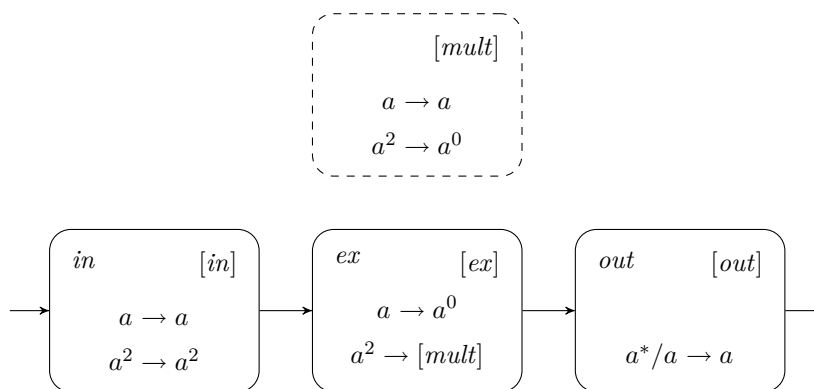 [mult]
a → a
a² → a⁰
in [in]
a → a
a² → a²
ex [ex]
a → a⁰
a² → [mult]
out [out]
a*/a → a